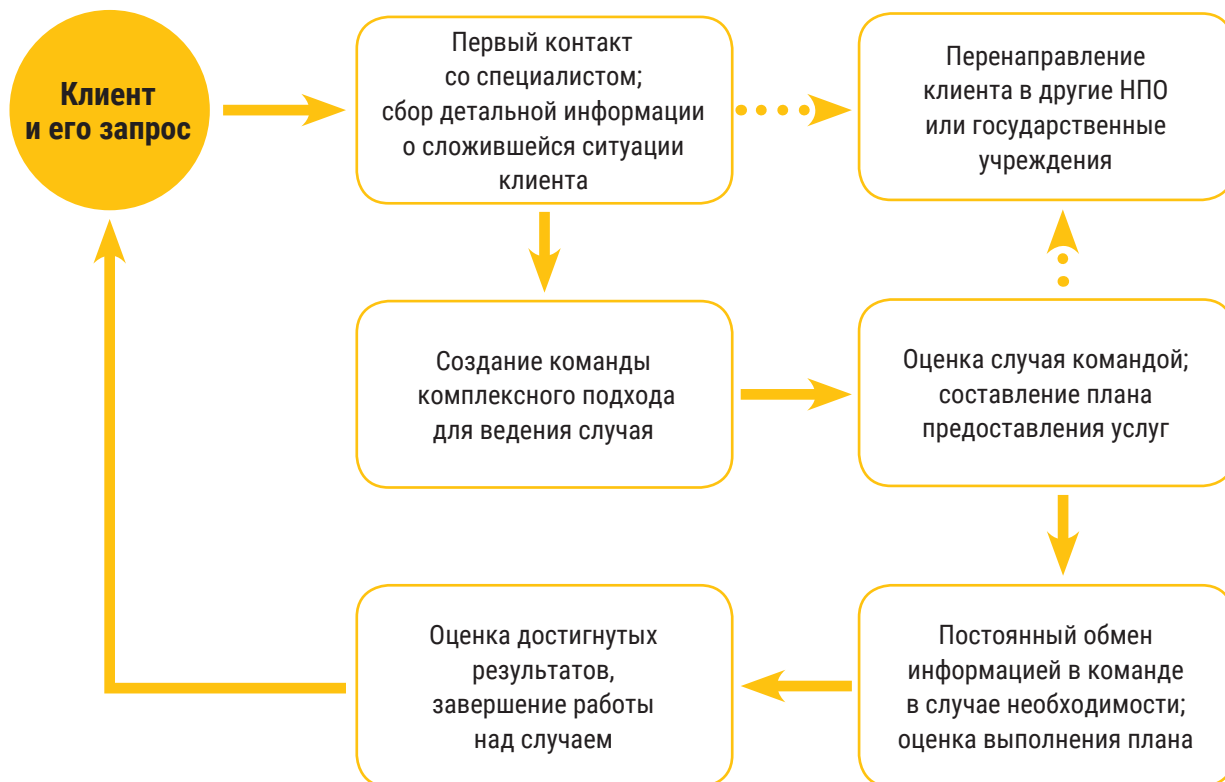 Клиент
и его запрос
Первый контакт
со специалистом;
сбор детальной информации
о сложившейся ситуации
клиента
Перенаправление
клиента в другие НПО
или государственные
учреждения
Создание команды
комплексного подхода
для ведения случая
Оценка случая командой;
составление плана
предоставления услуг
Оценка достигнутых
результатов,
завершение работы
над случаем
Постоянный обмен
информацией в команде
в случае необходимости;
оценка выполнения плана